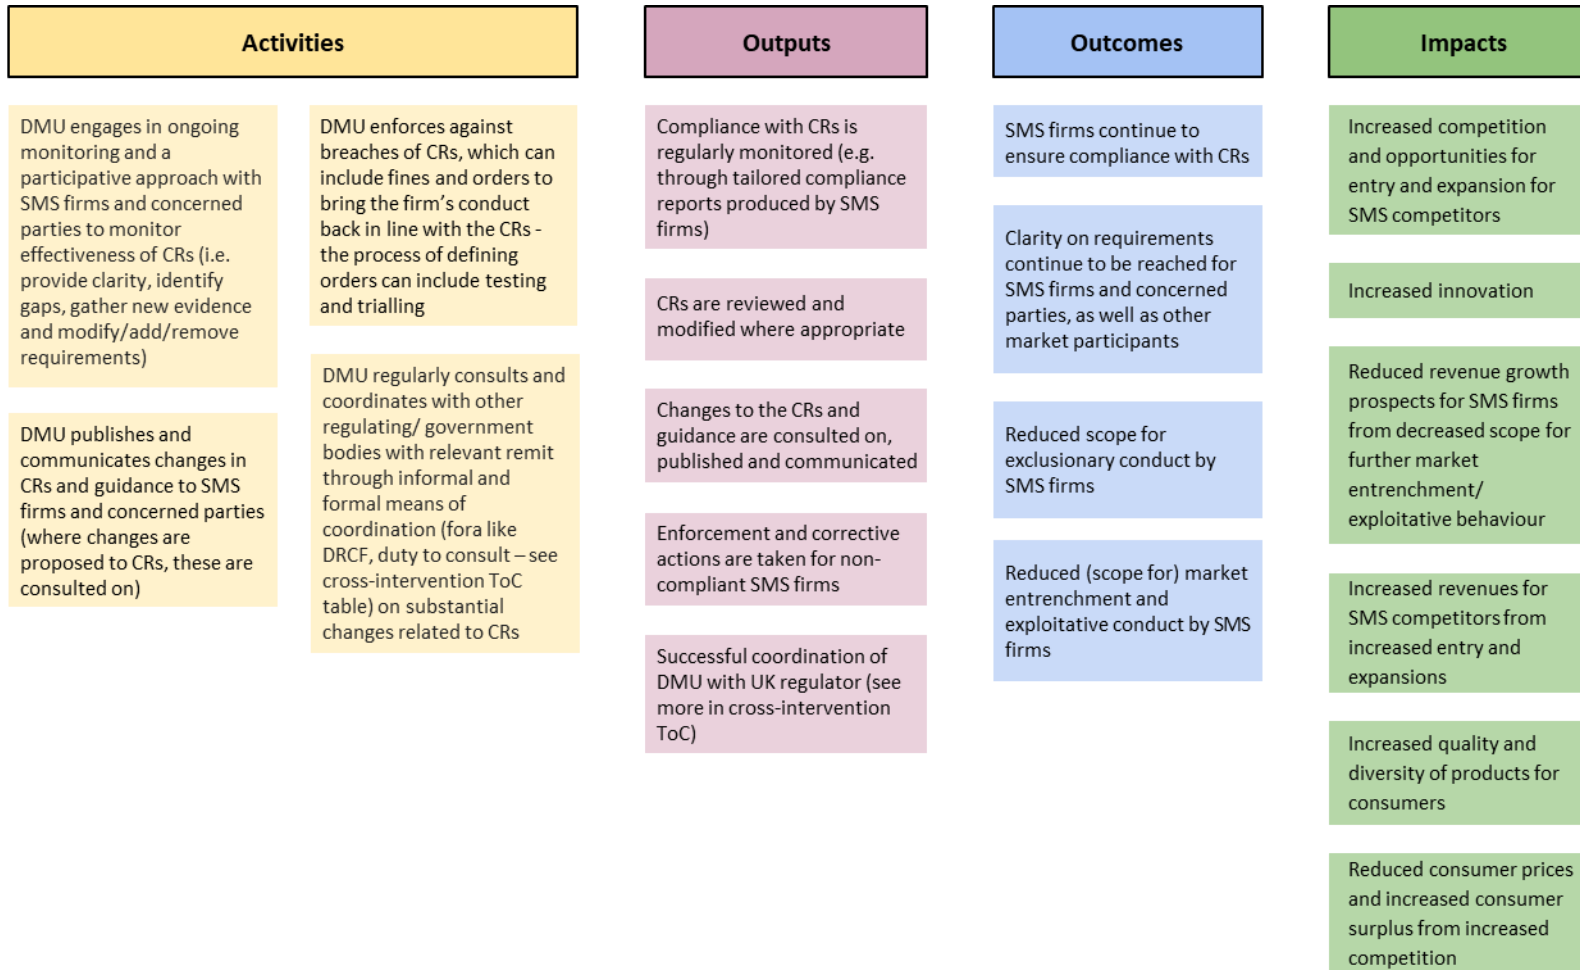 Activities
DMU engages in ongoing
monitoring and a
participative approach with
SMS firms and concerned
parties to monitor
effectiveness of CRs (i.e.
provide clarity, identify
gaps, gather new evidence
and modify/add/remove
requirements)
DMU publishes and
communicates changes in
CRs and guidance to SMS
firms and concerned parties
(where changes are
proposed to CRs, these are
consulted on)
DMU enforces against
breaches of CRs, which can
include fines and orders to
bring the firm’s conduct
back in line with the CRs -
the process of defining
orders can include testing
and trialling
DMU regularly consults and
coordinates with other
regulating/ government
bodies with relevant remit
through informal and
formal means of
coordination (fora like
DRCF, duty to consult – see
cross-intervention ToC
table) on substantial
changes related to CRs
Outputs
Compliance with CRs is
regularly monitored (e.g.
through tailored compliance
reports produced by SMS
firms)
CRs are reviewed and
modified where appropriate
Changes to the CRs and
guidance are consulted on,
published and communicated
Enforcement and corrective
actions are taken for non-
compliant SMS firms
Successful coordination of
DMU with UK regulator (see
more in cross-intervention
ToC)
Outcomes
SMS firms continue to
ensure compliance with CRs
Clarity on requirements
continue to be reached for
SMS firms and concerned
parties, as well as other
market participants
Reduced scope for
exclusionary conduct by
SMS firms
Reduced (scope for) market
entrenchment and
exploitative conduct by SMS
firms
Impacts
Increased competition
and opportunities for
entry and expansion for
SMS competitors
Increased innovation
Reduced revenue growth
prospects for SMS firms
from decreased scope for
further market
entrenchment/
exploitative behaviour
Increased revenues for
SMS competitors from
increased entry and
expansions
Increased quality and
diversity of products for
consumers
Reduced consumer prices
and increased consumer
surplus from increased
competition